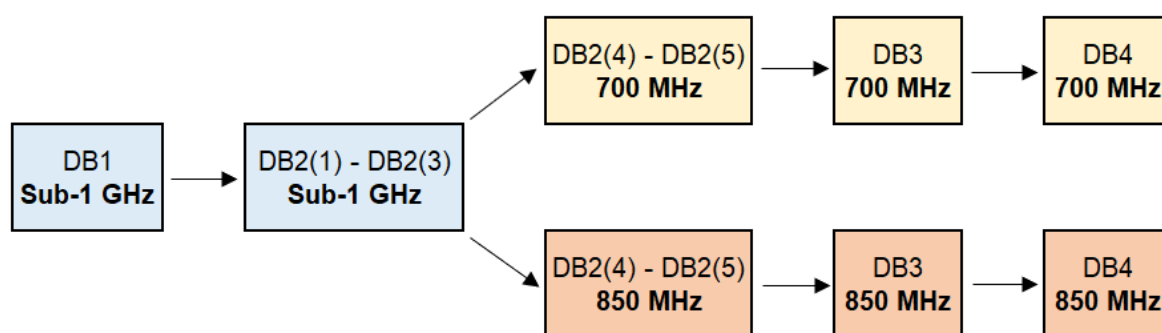 DB1
Sub-1 GHz
DB2(1) - DB2(3)
Sub-1 GHz
DB2(4) - DB2(5)
700 MHz
DB3
700 MHz
DB4
700 MHz
DB2(4) - DB2(5)
850 MHz
DB3
850 MHz
DB4
850 MHz